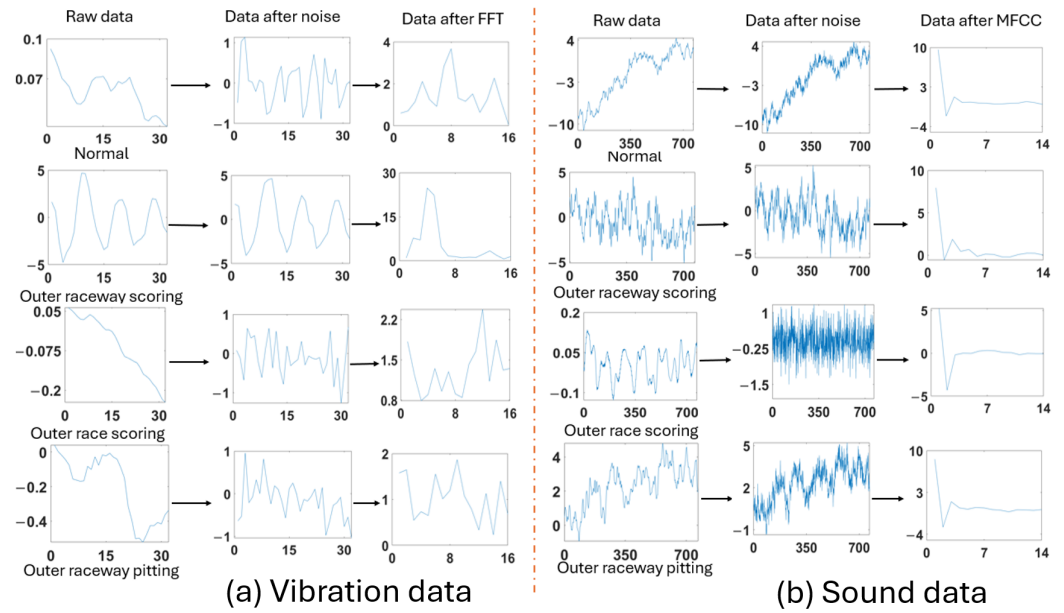 Raw data Data after noise Data after FFT Raw data Data after noise Data after MFCC
0.1 1 4 4 4 10
0.07 0 2 −3 −3 3
−1 0 −10 −10 −4
0 15 30 0 15 30 0 8 16 0 350 700 0 350 700 0 7 14
Normal Normal
5 5 30 5 5 10
0 0 15 0 0 5
−5 −5 0 −5 −5 0
0 15 30 0 15 30 0 8 16 0 350 700 0 350 700 0 7 14
Outer raceway scoring Outer raceway scoring
0.05 1 2.2 0.2 1 5
−0.075 0 1.5 0.05 −0.25 0
−0.2 −1 0.8 −0.1 −1.5 −5
0 15 30 0 15 30 0 8 16 0 350 700 0 350 700 0 7 14
Outer race scoring Outer race scoring
0 1 2 4 5 10
−0.2 0 1 2 2 3
−0.4 −1 0 0 −1 −4
0 15 30 0 15 30 0 8 16 0 350 700 0 350 700 0 7 14
Outer raceway pitting Outer raceway pitting
(a) Vibration data (b) Sound data